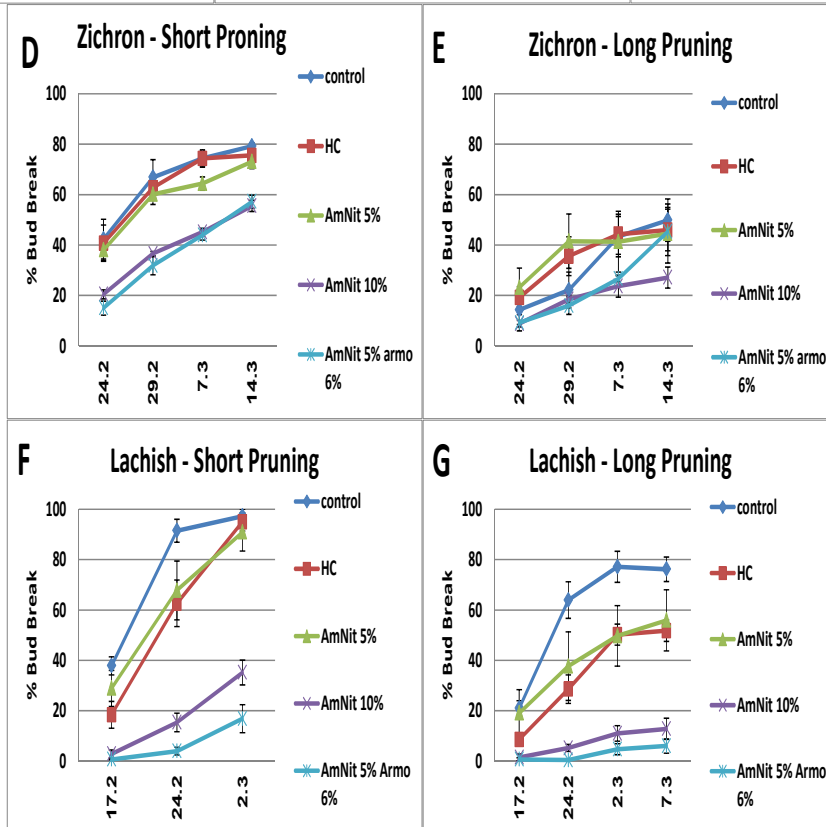 D
Zichron - Short Proning
% Bud Break
100
80
60
40
20
0
24.2
29.2
7.3
14.3
control
HC
AmNit 5%
AmNit 10%
AmNit 5% armo
6%
E
Zichron - Long Pruning
% Bud Break
100
80
60
40
20
0
24.2
29.2
7.3
14.3
control
HC
AmNit 5%
AmNit 10%
AmNit 5% armo
6%
F
Lachish - Short Pruning
% Bud Break
100
80
60
40
20
0
17.2
24.2
2.3
control
HC
AmNit 5%
AmNit 10%
AmNit 5% Armo
6%
G
Lachish - Long Pruning
% Bud Break
100
80
60
40
20
0
17.2
24.2
2.3
7.3
control
HC
AmNit 5%
AmNit 10%
AmNit 5% Armo
6%